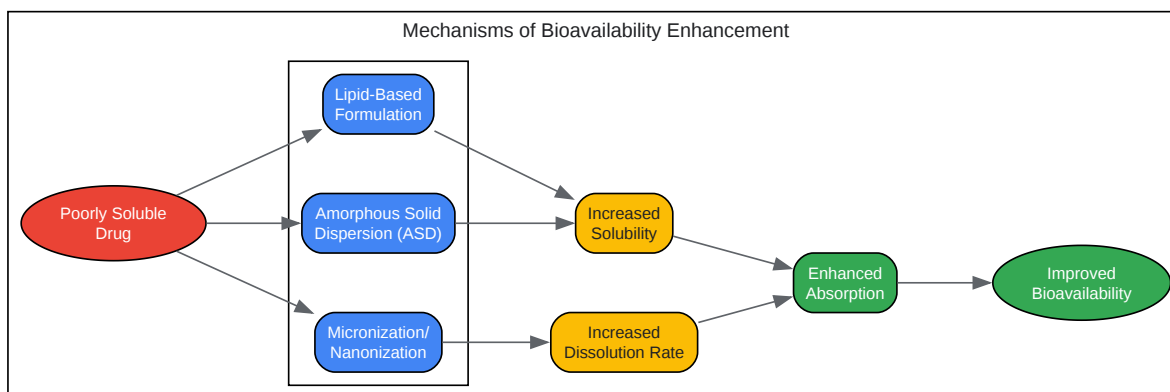 Mechanisms of Bioavailability Enhancement
Lipid-Based
Formulation
Poorly Soluble
Drug
Amorphous Solid
Dispersion (ASD)
Increased
Solubility
Enhanced
Absorption
Improved
Bioavailability
Micronization/
Nanonization
Increased
Dissolution Rate